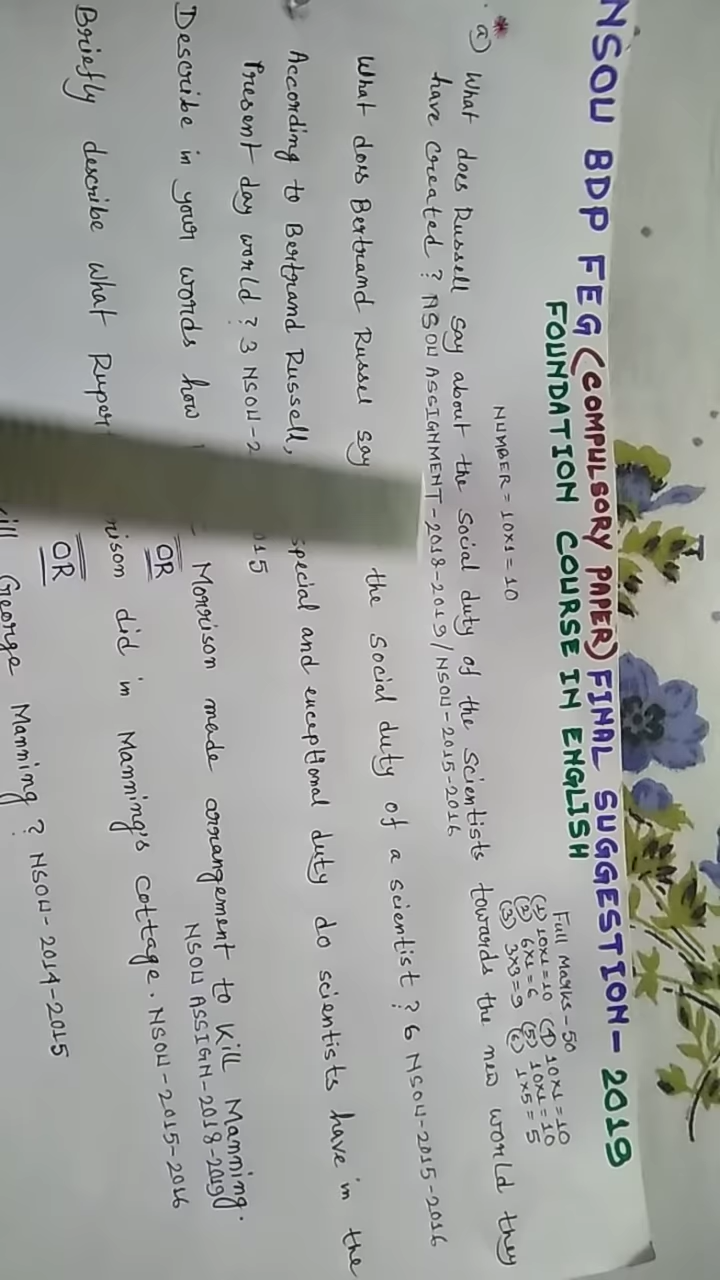 NSOU BDP FEG (COMPULSORY PAPER) FINAL SUGGESTION - 2019
FOUNDATION COURSE IN ENGLISH
Full Marks - 50
(1) 10x1=10 (4) 10x1=10
(2) 6x1=6 (5) 10x1=10
(3) 3x3=9 (6) 1x5=5
NUMBER = 10x1=10
a) What does Russell say about the social duty of the scientists towards the new world they
have created ? NSOU ASSIGNMENT-2018-2019/NSOU-2015-2016
What does Bertrand Russel say the social duty of a scientist ? 6 NSOU-2015-2016
According to Bertrand Russell, special and exceptional duty do scientists have in the
Present day world ? 3 NSOU-2 015
Describe in your words how Morrison made arrangement to kill Manning.
NSOU ASSIGN-2018-2019
OR
Briefly describe what Ruper rison did in Manning's cottage. NSOU-2015-2016
OR
ill George Manning ? NSOU-2014-2015